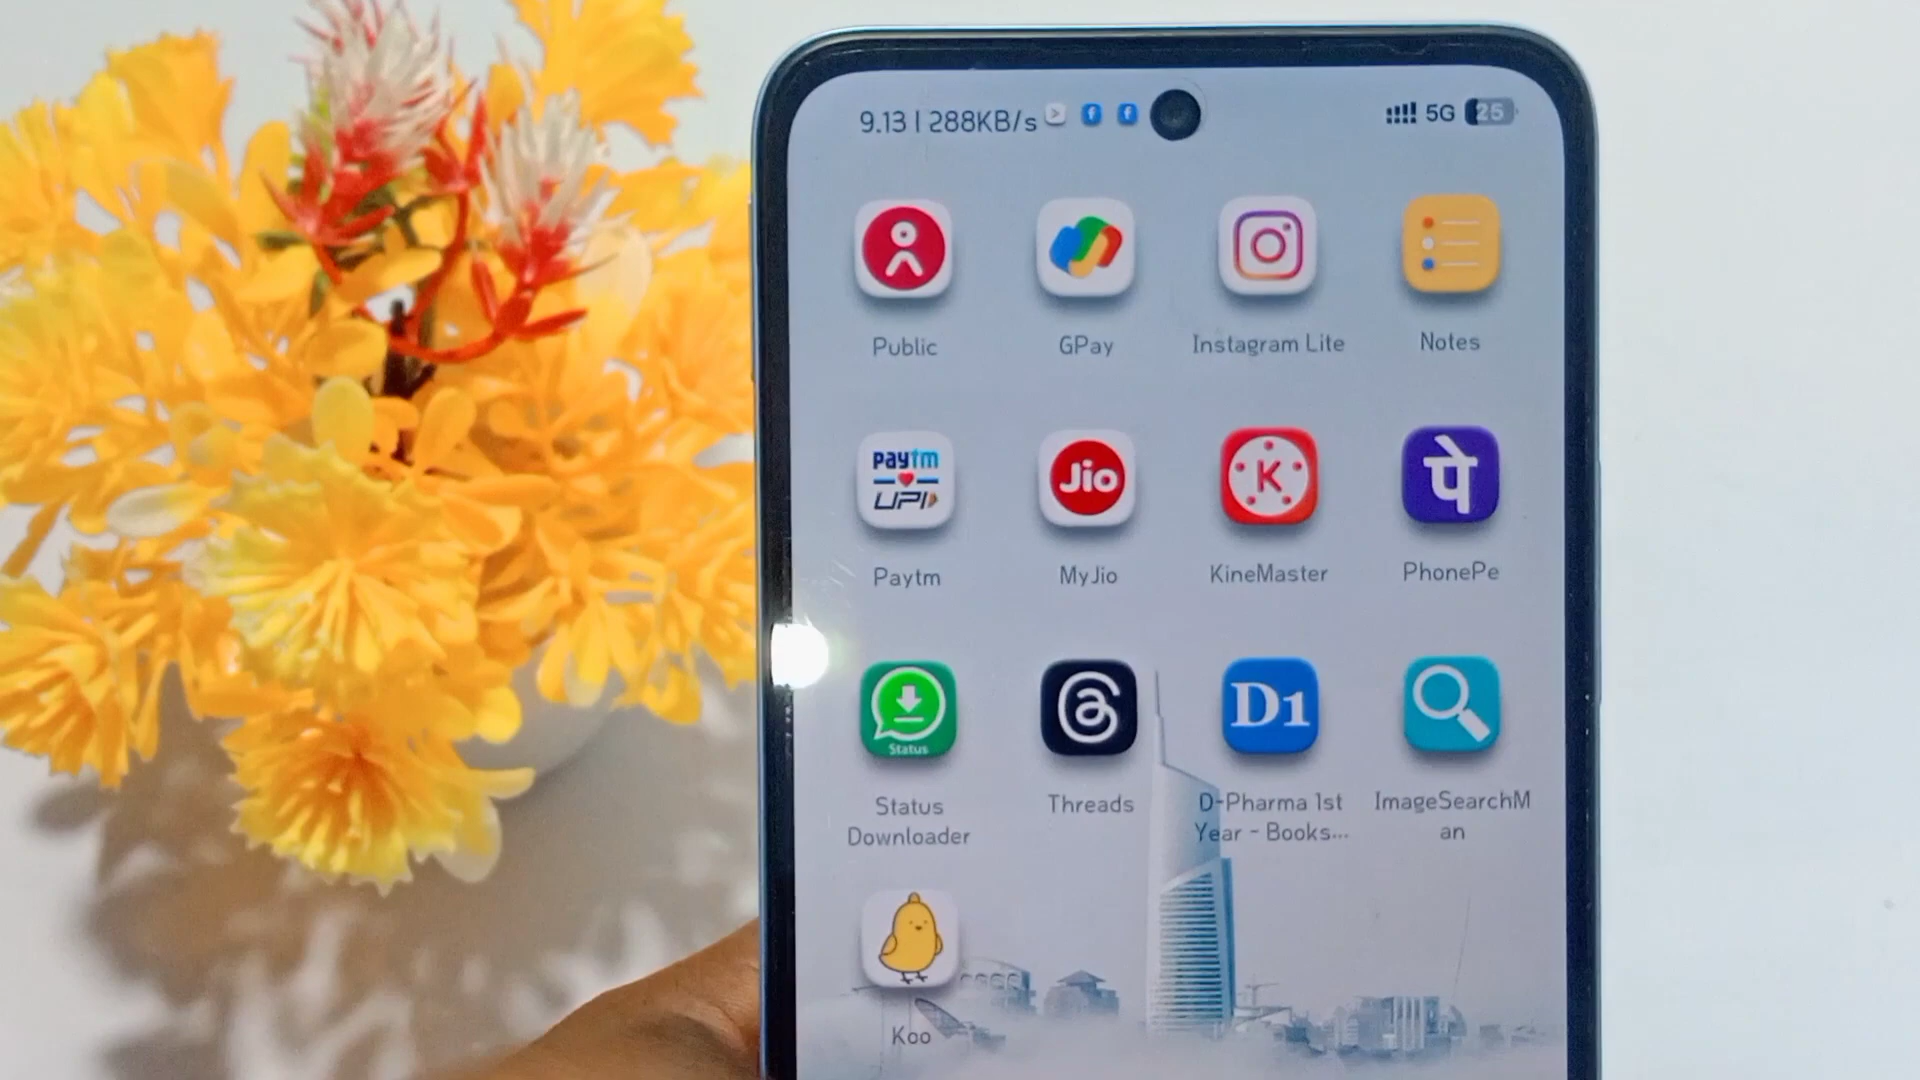 9.13 | 288KB/s
5G 25
Public GPay Instagram Lite Notes
paytm
UPI
Jio
K
पे
Paytm MyJio KineMaster PhonePe
Status
D1
Status
Downloader
Threads
D-Pharma 1st
Year - Books...
ImageSearchM
an
Koo